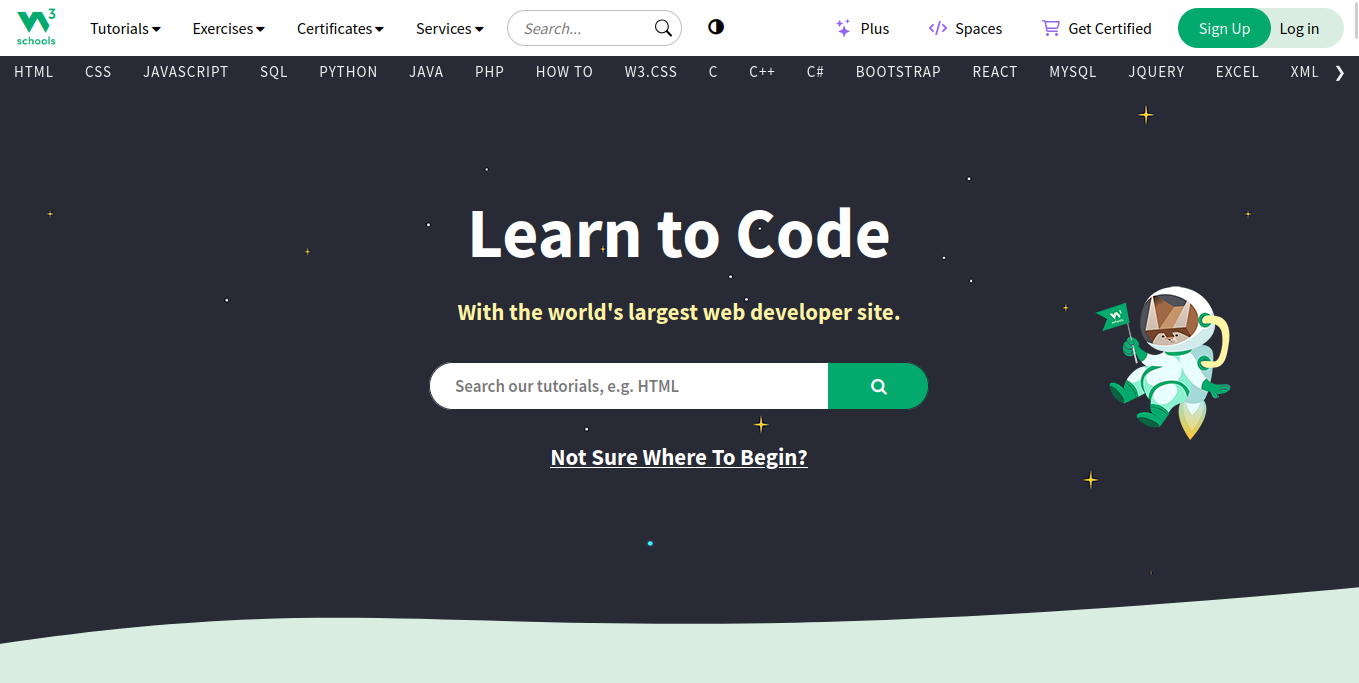 W3
schools
Tutorials
Exercises
Certificates
Services
Search...
Plus
Spaces
Get Certified
Sign Up
Log in
HTML CSS JAVASCRIPT SQL PYTHON JAVA PHP HOW TO W3.CSS C C++ C# BOOTSTRAP REACT MYSQL JQUERY EXCEL XML ❯
Learn to Code
With the world's largest web developer site.
Search our tutorials, e.g. HTML
Not Sure Where To Begin?